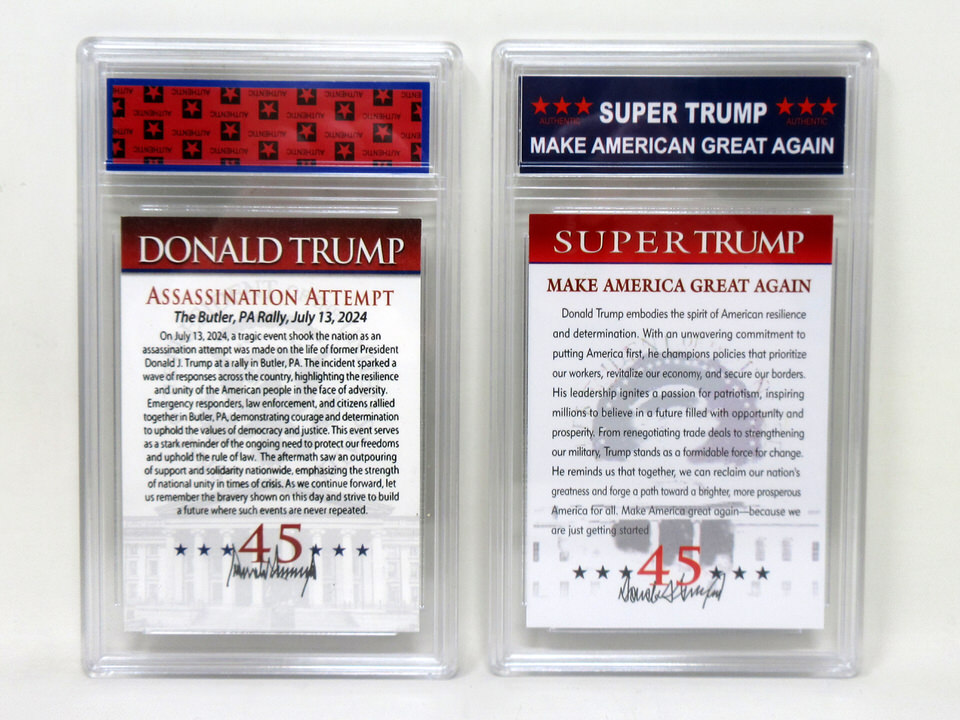 DONALD TRUMP
ASSASSINATION ATTEMPT
The Butler, PA Rally, July 13, 2024
On July 13, 2024, a tragic event shook the nation as an
assassination attempt was made on the life of former President
Donald J. Trump at a rally in Butler, PA. The incident sparked a
wave of responses across the country, highlighting the resilience
and unity of the American people in the face of adversity.
Emergency responders, law enforcement, and citizens rallied
together in Butler, PA, demonstrating courage and determination
to uphold the values of democracy and justice. This event serves
as a stark reminder of the ongoing need to protect our freedoms
and uphold the rule of law. The aftermath saw an outpouring
of support and solidarity nationwide, emphasizing the strength
of national unity in times of crisis. As we continue forward, let
us remember the bravery shown on this day and strive to build
a future where such events are never repeated.
45
AUTHENTIC SUPER TRUMP AUTHENTIC
MAKE AMERICAN GREAT AGAIN
SUPER TRUMP
MAKE AMERICA GREAT AGAIN
Donald Trump embodies the spirit of American resilience
and determination. With an unwavering commitment to
putting America first, he champions policies that prioritize
our workers, revitalize our economy, and secure our borders.
His leadership ignites a passion for patriotism, inspiring
millions to believe in a future filled with opportunity and
prosperity. From renegotiating trade deals to strengthening
our military, Trump stands as a formidable force for change.
He reminds us that together, we can reclaim our nation's
greatness and forge a path toward a brighter, more prosperous
America for all. Make America great again—because we
are just getting started
45